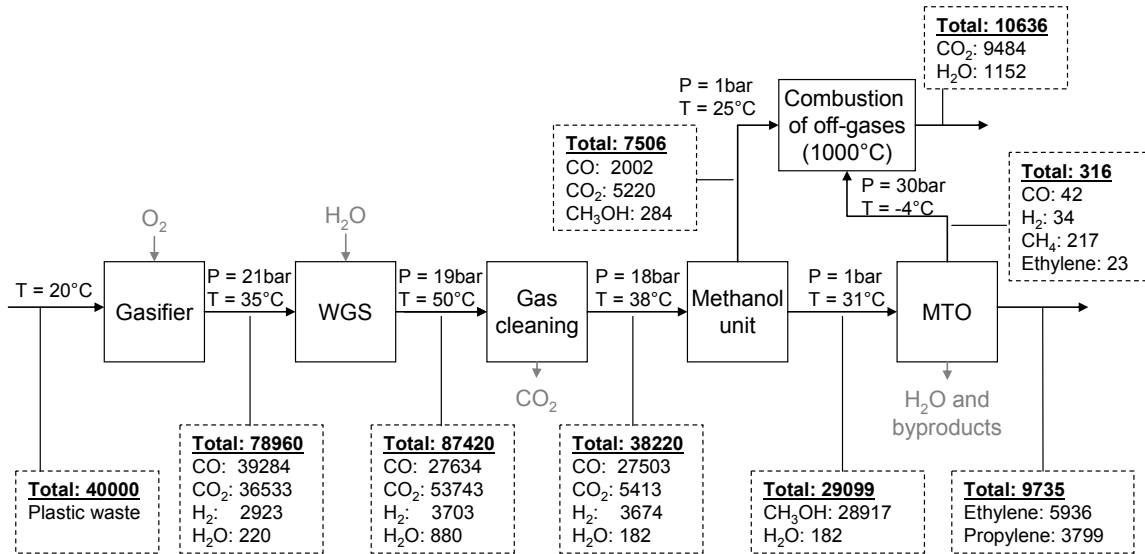 Total: 10636
CO₂: 9484
H₂O: 1152
P = 1bar
T = 25°C
Combustion
of off-gases
(1000°C)
Total: 7506
CO: 2002
CO₂: 5220
CH₃OH: 284
P = 30bar
T = -4°C
Total: 316
CO: 42
H₂: 34
CH₄: 217
Ethylene: 23
O₂
H₂O
T = 20°C
Gasifier
P = 21bar
T = 35°C
WGS
P = 19bar
T = 50°C
Gas
cleaning
P = 18bar
T = 38°C
Methanol
unit
P = 1bar
T = 31°C
MTO
CO₂
H₂O and
byproducts
Total: 40000
Plastic waste
Total: 78960
CO: 39284
CO₂: 36533
H₂: 2923
H₂O: 220
Total: 87420
CO: 27634
CO₂: 53743
H₂: 3703
H₂O: 880
Total: 38220
CO: 27503
CO₂: 5413
H₂: 3674
H₂O: 182
Total: 29099
CH₃OH: 28917
H₂O: 182
Total: 9735
Ethylene: 5936
Propylene: 3799